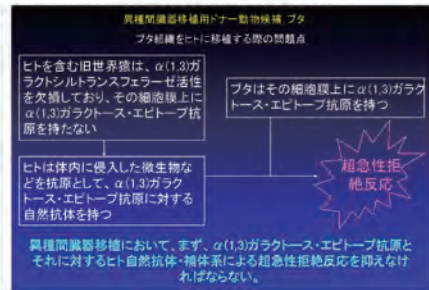 異種間臓器移植用ドナー動物候補、ブタ
ブタ組織をヒトに移植する際の問題点
ヒトを含む旧世界猿は、α(1,3)ガラ
クトシルトランスフェラーゼ活性
を欠損しており、その細胞膜上に
α(1,3)ガラクトース・エピトープ抗
原を持たない
ブタはその細胞膜上にα(1,3)ガラク
トース・エピトープ抗原を持つ
ヒトは体内に侵入した微生物な
どを抗原として、α(1,3)ガラク
トース・エピトープ抗原に対する
自然抗体を持つ
超急性拒
絶反応
異種間臓器移植において、まず、α(1,3)ガラクトース・エピトープ抗原と
それに対するヒト自然抗体・補体系による超急性拒絶反応を抑えなけ
ればならない。